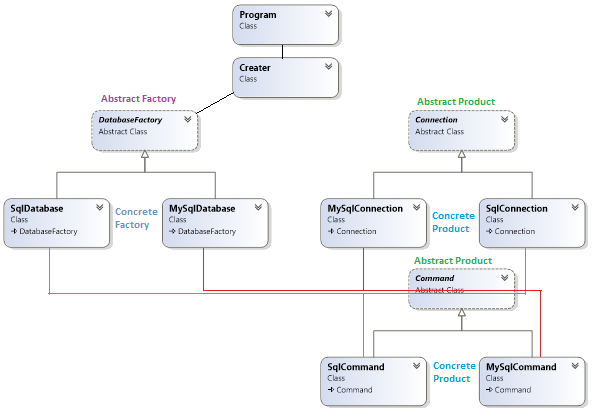 Program
Class
Creater
Class
Abstract Factory
Abstract Product
DatabaseFactory
Abstract Class
Connection
Abstract Class
SqlDatabase
Class
DatabaseFactory
Concrete
Factory
MySqlDatabase
Class
DatabaseFactory
MySqlConnection
Class
Connection
Concrete
Product
SqlConnection
Class
Connection
Abstract Product
Command
Abstract Class
SqlCommand
Class
Command
Concrete
Product
MySqlCommand
Class
Command